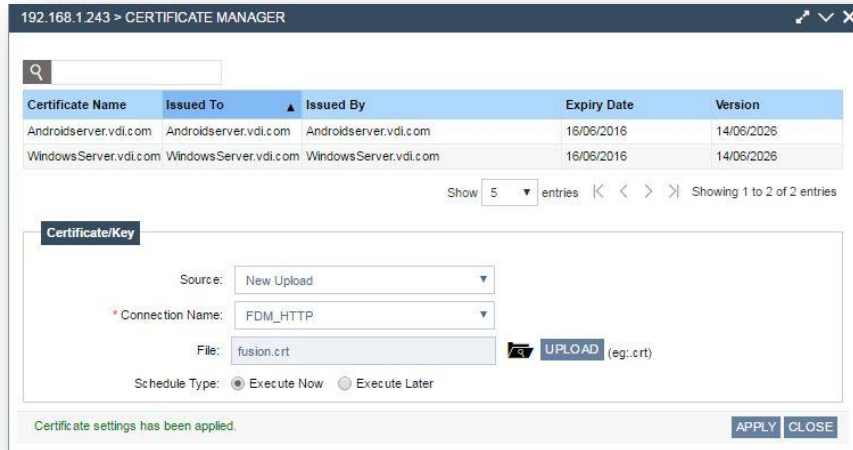 192.168.1.243 > CERTIFICATE MANAGER
Certificate Name Issued To Issued By Expiry Date Version
Androidserver.vdi.com Androidserver.vdi.com Androidserver.vdi.com 16/06/2016 14/06/2026
WindowsServer.vdi.com WindowsServer.vdi.com WindowsServer.vdi.com 16/06/2016 14/06/2026
Show 5 entries Showing 1 to 2 of 2 entries
Certificate/Key
Source: New Upload
* Connection Name: FDM_HTTP
File: fusion.crt UPLOAD (eg:.crt)
Schedule Type: Execute Now Execute Later
Certificate settings has been applied. APPLY CLOSE